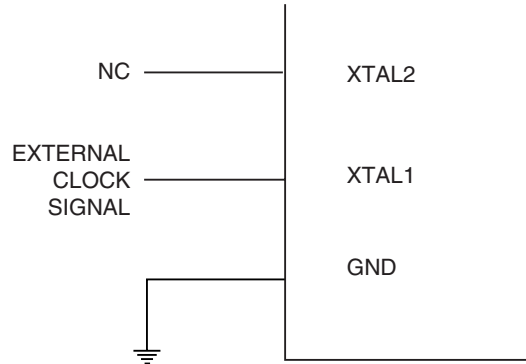 NC
XTAL2
EXTERNAL
CLOCK
SIGNAL
XTAL1
GND